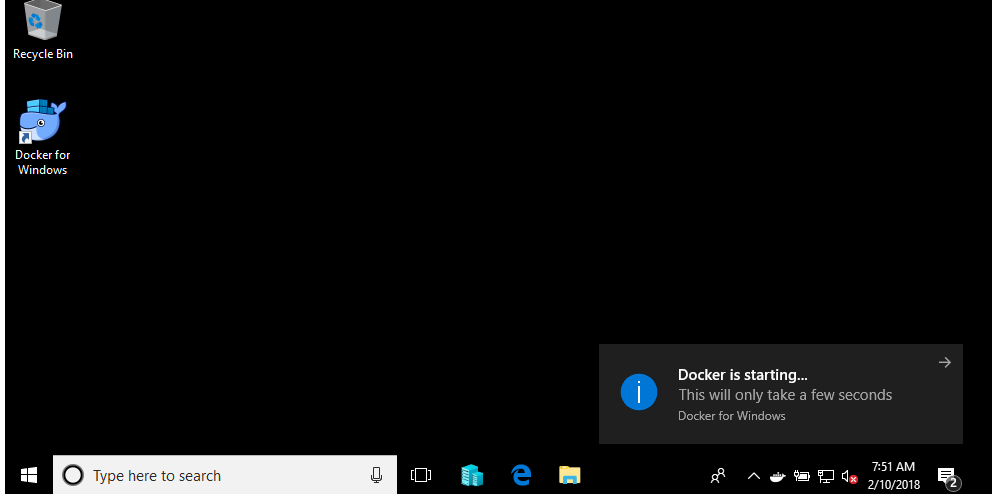 Recycle Bin
Docker for
Windows
Docker is starting...
This will only take a few seconds
Docker for Windows
Type here to search
7:51 AM
2/10/2018
2